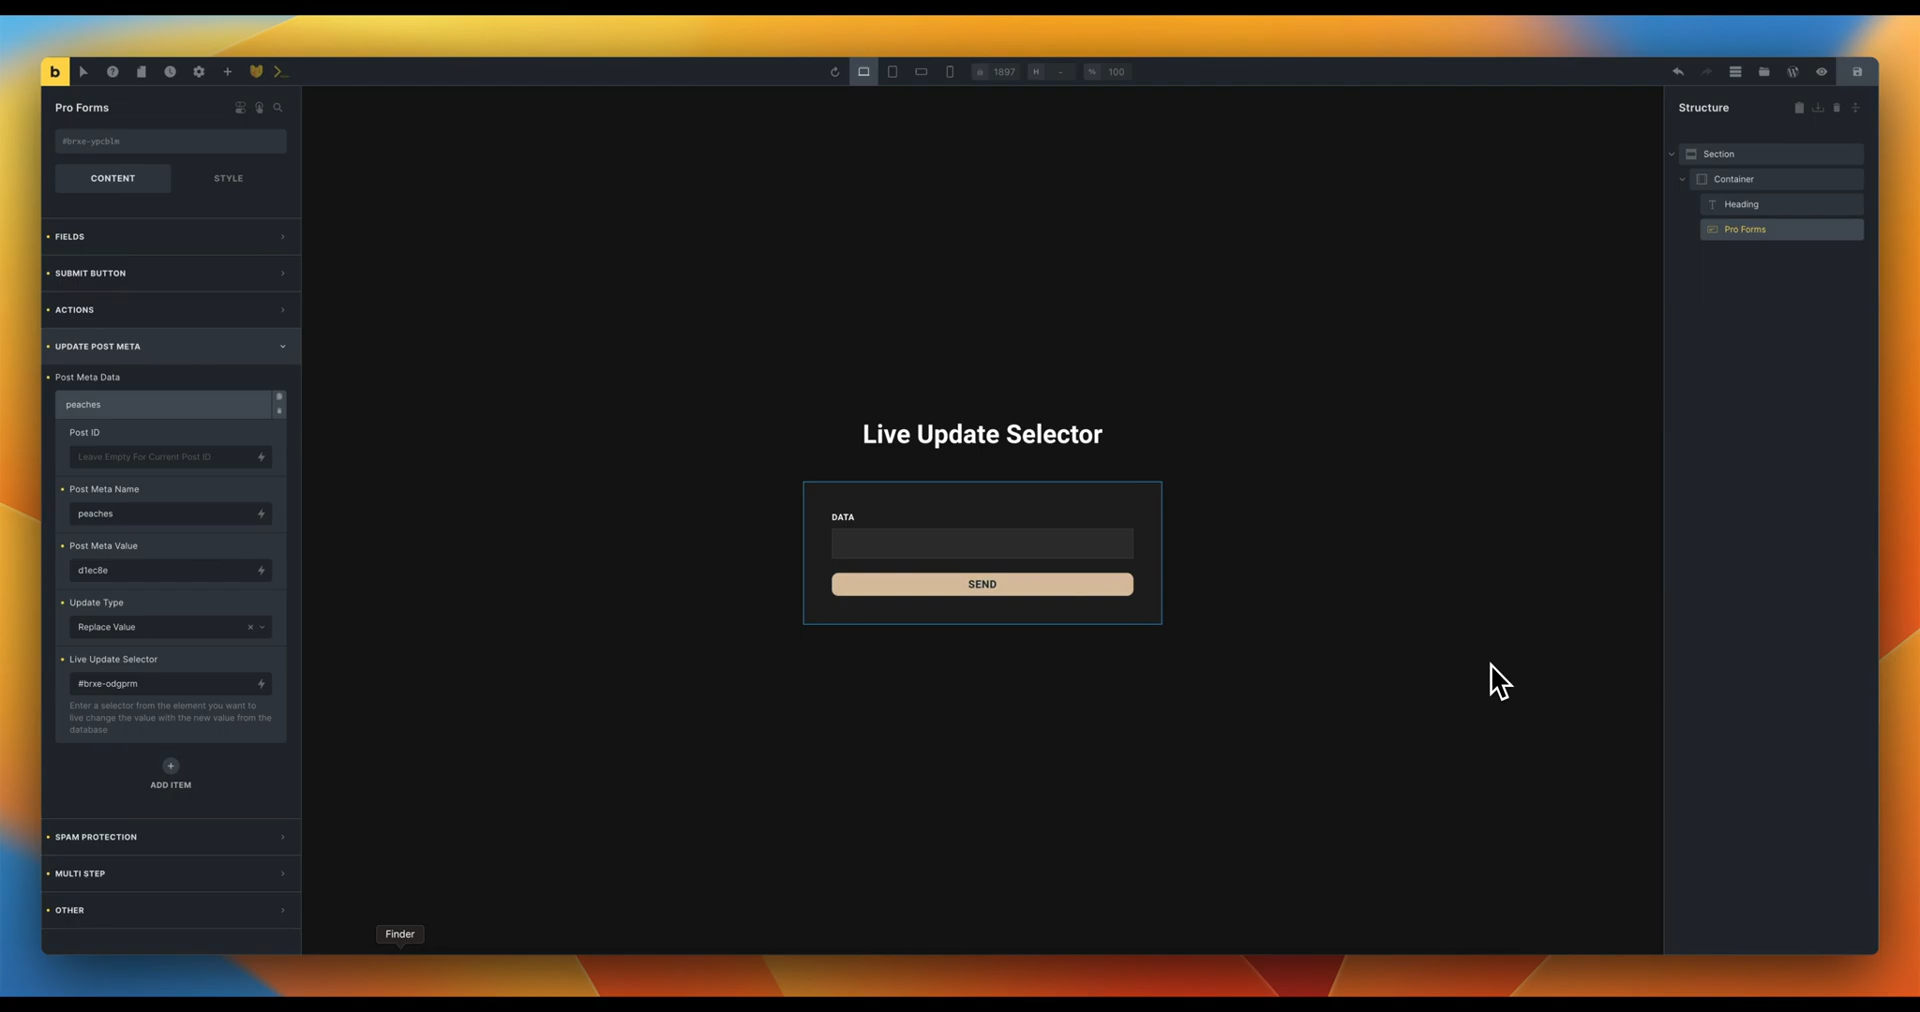 b
1897
H
-
%
100
Pro Forms
#brxe-ypcblm
CONTENT
STYLE
FIELDS
SUBMIT BUTTON
ACTIONS
UPDATE POST META
Post Meta Data
peaches
Post ID
Leave Empty For Current Post ID
Post Meta Name
peaches
Post Meta Value
d1ec8e
Update Type
Replace Value
Live Update Selector
#brxe-odgprm
Enter a selector from the element you want to
live change the value with the new value from the
database
ADD ITEM
SPAM PROTECTION
MULTI STEP
OTHER
Finder
Live Update Selector
DATA
SEND
Structure
Section
Container
Heading
Pro Forms